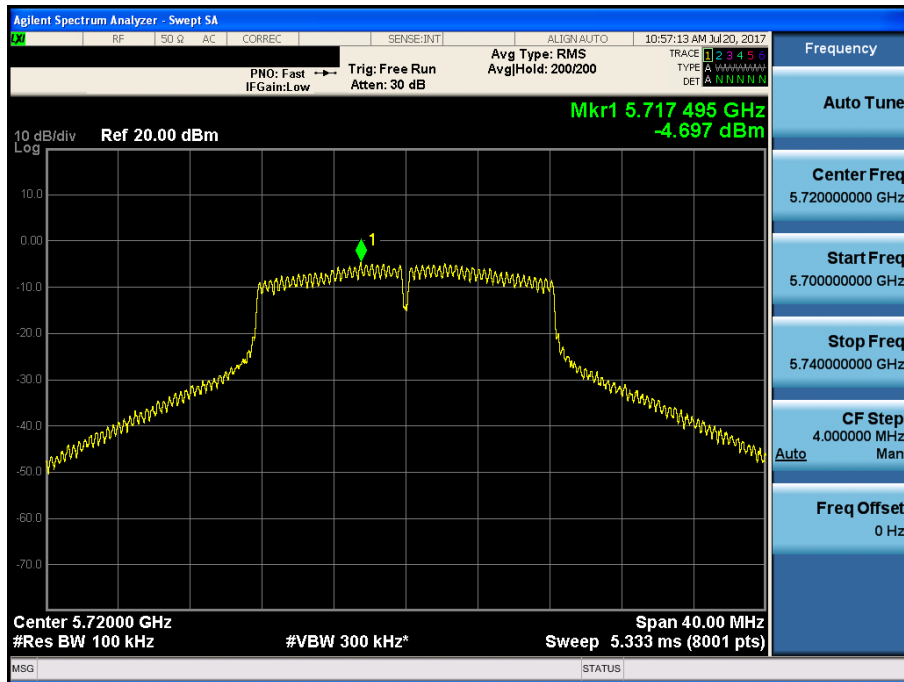 Agilent Spectrum Analyzer - Swept SA
LXI RF 50 Ω AC CORREC SENSE:INT ALIGN AUTO 10:57:13 AM Jul 20, 2017
PNO: Fast
IFGain:Low
Trig: Free Run
Atten: 30 dB
Avg Type: RMS
Avg|Hold: 200/200
TRACE 1 2 3 4 5 6
TYPE A WWWWWW
DET A N N N N N
Mkr1 5.717 495 GHz
-4.697 dBm
10 dB/div Ref 20.00 dBm
Log
10.0
0.00
1
-10.0
-20.0
-30.0
-40.0
-50.0
-60.0
-70.0
Center 5.72000 GHz Span 40.00 MHz
#Res BW 100 kHz #VBW 300 kHz* Sweep 5.333 ms (8001 pts)
MSG STATUS
Frequency
Auto Tune
Center Freq
5.720000000 GHz
Start Freq
5.700000000 GHz
Stop Freq
5.740000000 GHz
CF Step
4.000000 MHz
Auto Man
Freq Offset
0 Hz